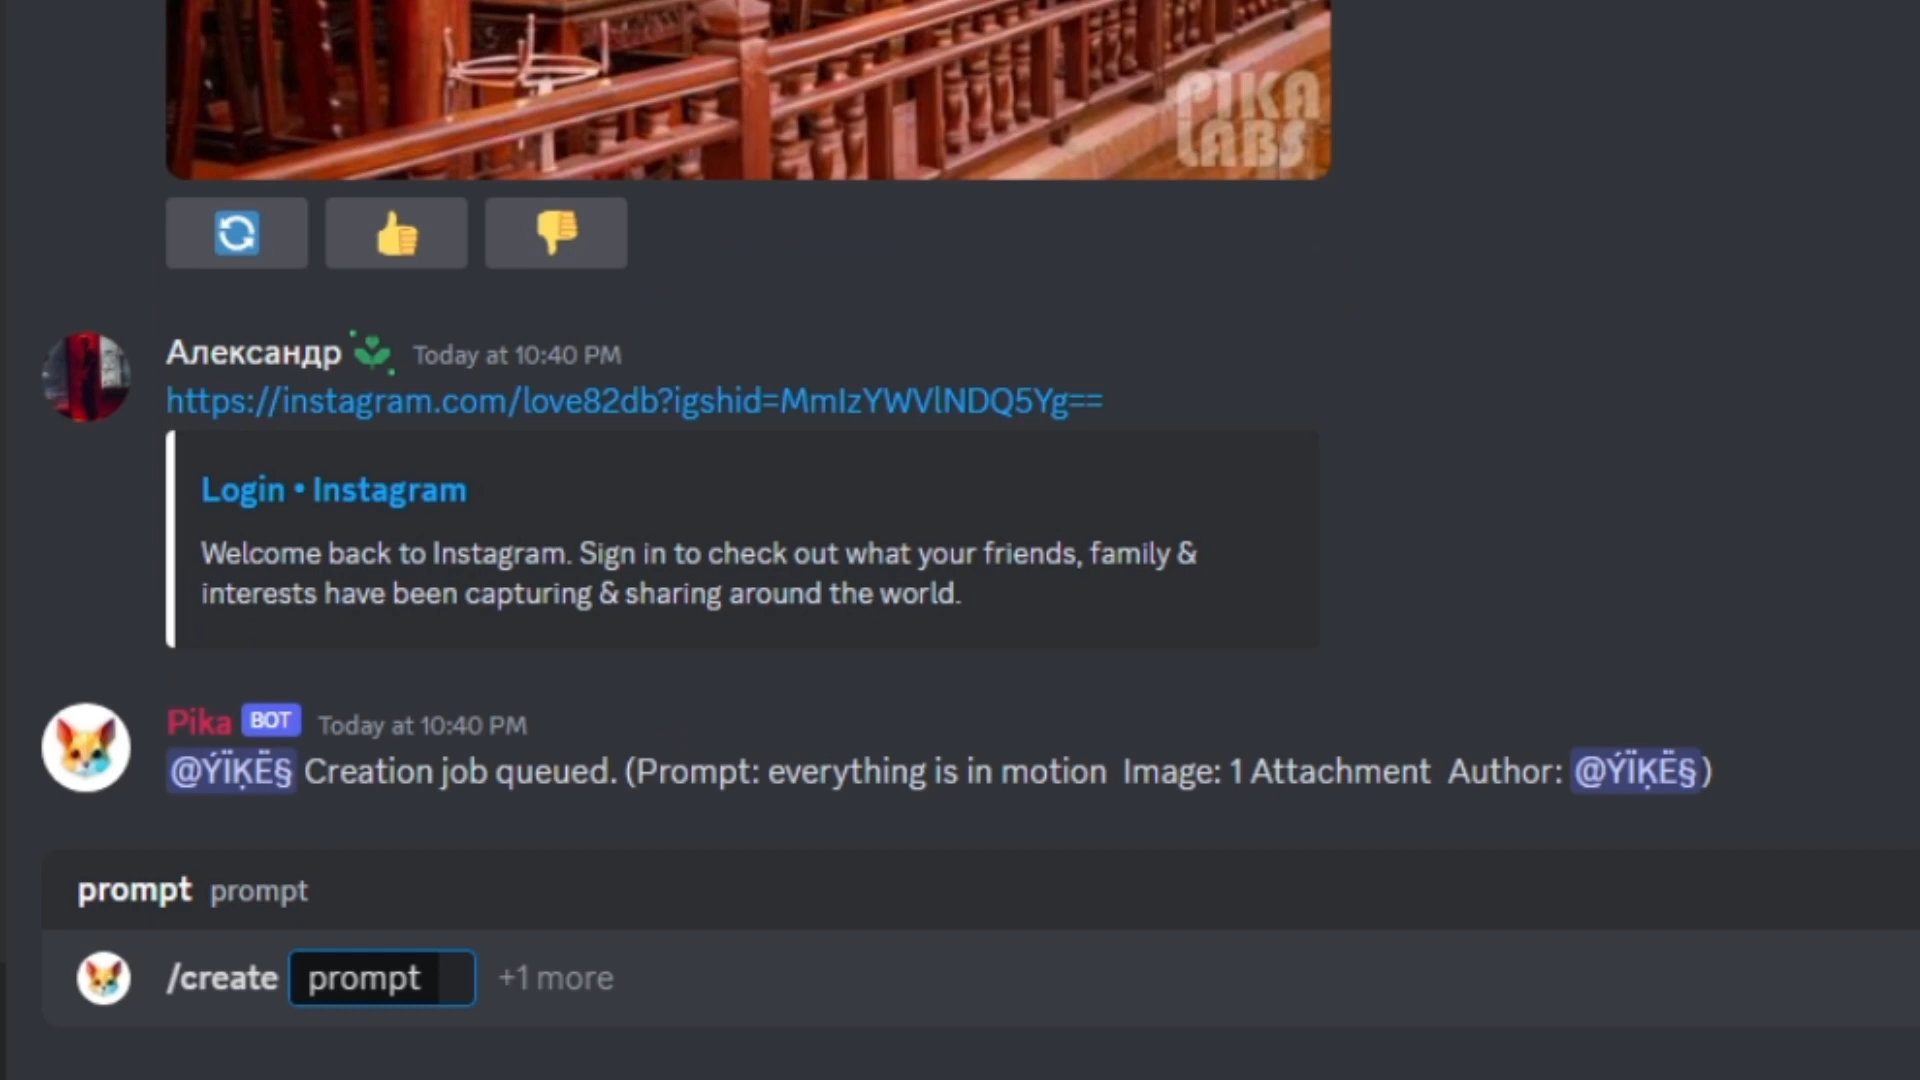 PIKA
LABS
Александр Today at 10:40 PM
https://instagram.com/love82db?igshid=MmIzYWVlNDQ5Yg==
Login • Instagram
Welcome back to Instagram. Sign in to check out what your friends, family &
interests have been capturing & sharing around the world.
Pika BOT Today at 10:40 PM
@ÝÏĶË§ Creation job queued. (Prompt: everything is in motion Image: 1 Attachment Author: @ÝÏĶË§)
prompt prompt
/create prompt +1 more